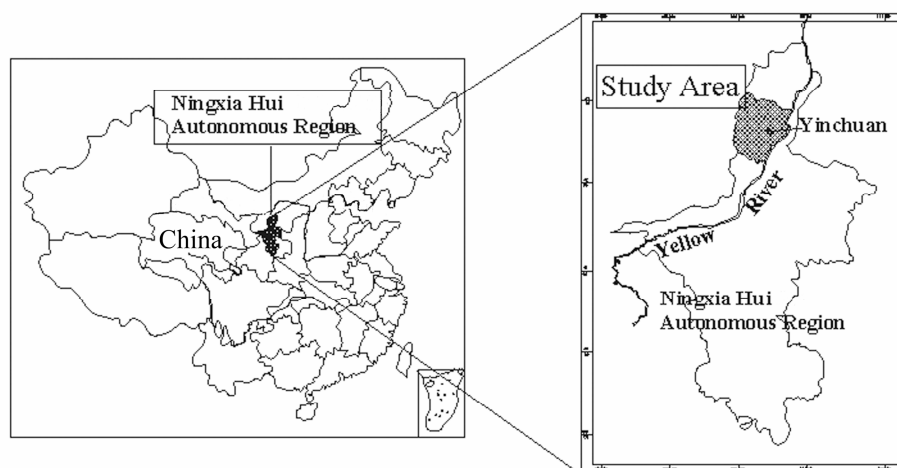 Ningxia Hui
Autonomous Region
China
Study Area
Yinchuan
Yellow River
Ningxia Hui
Autonomous Region